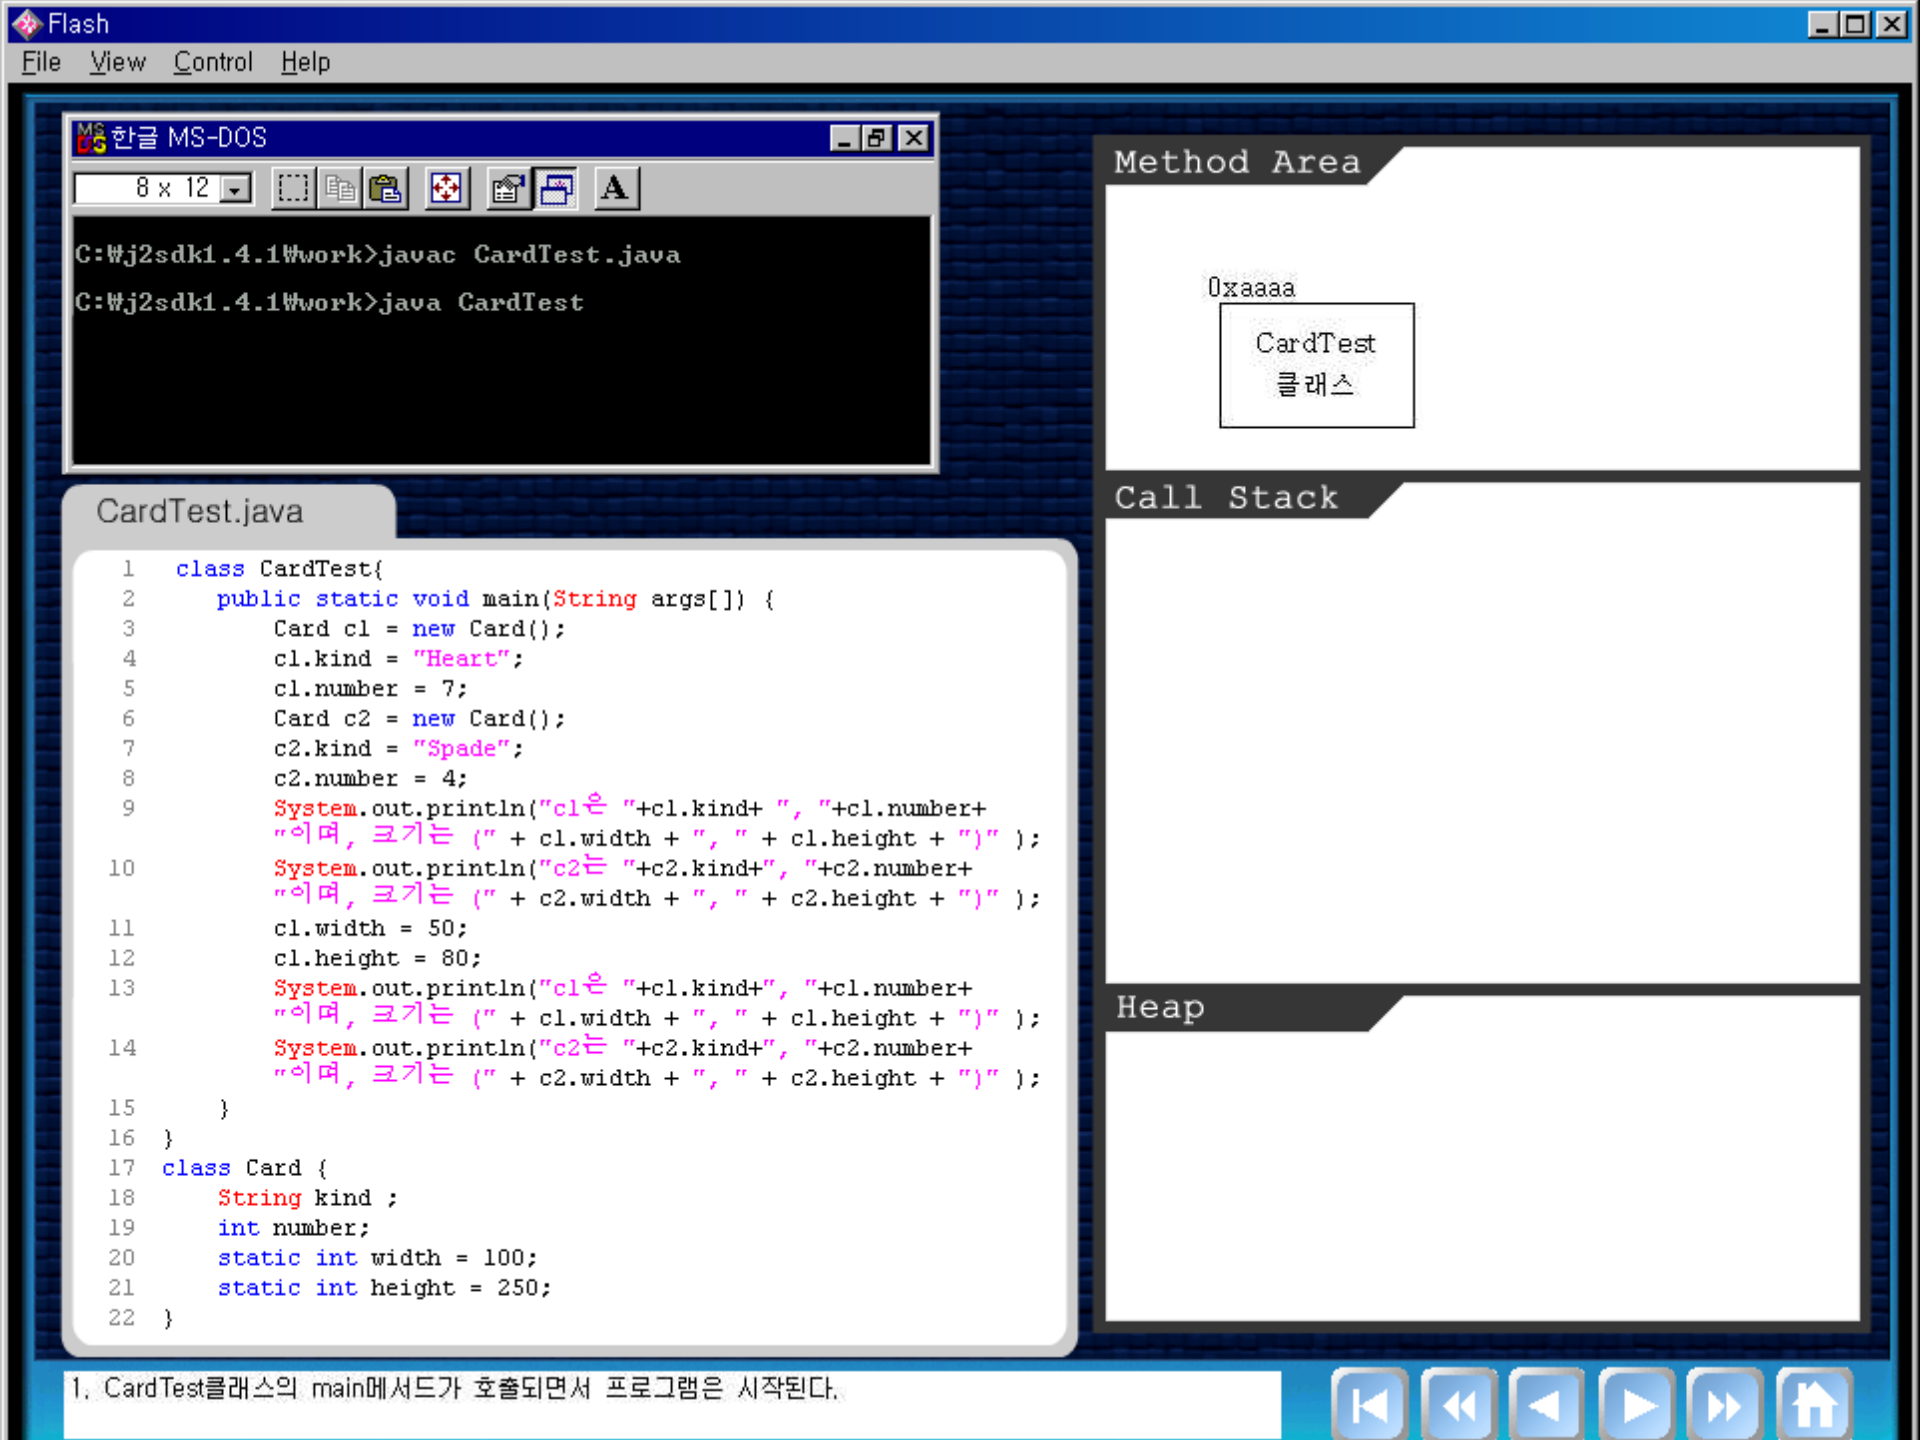 Flash
File View Control Help
한글 MS-DOS
8 x 12
A
C:₩j2sdk1.4.1₩work>javac CardTest.java
C:₩j2sdk1.4.1₩work>java CardTest
CardTest.java
1 class CardTest{
2 public static void main(String args[]) {
3 Card c1 = new Card();
4 c1.kind = "Heart";
5 c1.number = 7;
6 Card c2 = new Card();
7 c2.kind = "Spade";
8 c2.number = 4;
9 System.out.println("c1은 "+c1.kind+ ", "+c1.number+
"이며, 크기는 (" + c1.width + ", " + c1.height + ")" );
10 System.out.println("c2는 "+c2.kind+", "+c2.number+
"이며, 크기는 (" + c2.width + ", " + c2.height + ")" );
11 c1.width = 50;
12 c1.height = 80;
13 System.out.println("c1은 "+c1.kind+", "+c1.number+
"이며, 크기는 (" + c1.width + ", " + c1.height + ")" );
14 System.out.println("c2는 "+c2.kind+", "+c2.number+
"이며, 크기는 (" + c2.width + ", " + c2.height + ")" );
15 }
16 }
17 class Card {
18 String kind ;
19 int number;
20 static int width = 100;
21 static int height = 250;
22 }
Method Area
0xaaaa
CardTest
클래스
Call Stack
Heap
1. CardTest클래스의 main메서드가 호출되면서 프로그램은 시작된다.